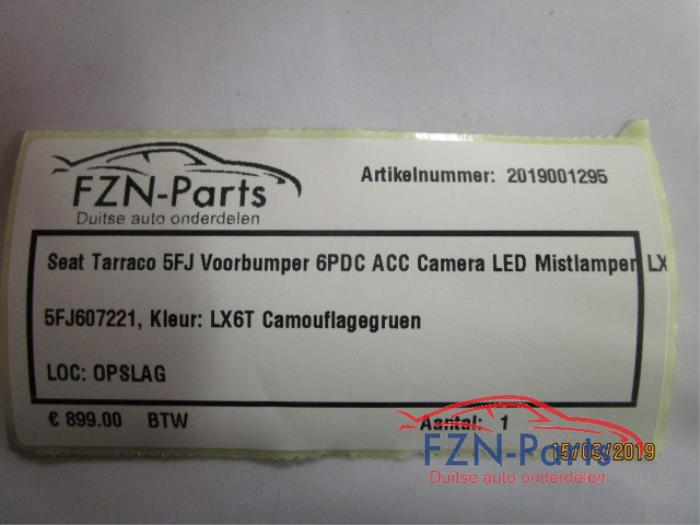 FZN-Parts
Duitse auto onderdelen
Artikelnummer: 2019001295
Seat Tarraco 5FJ Voorbumper 6PDC ACC Camera LED Mistlampen LX
5FJ607221, Kleur: LX6T Camouflagegruen
LOC: OPSLAG
€ 899.00 BTW
Aantal: 1
15/03/2019
FZN-Parts
Duitse auto onderdelen